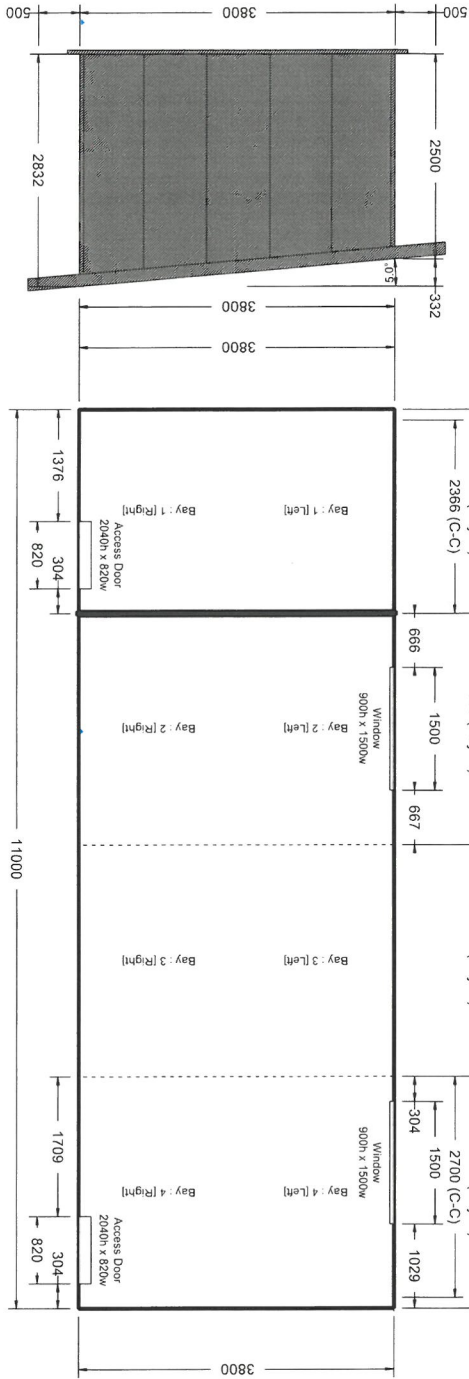 500
3800
500
2832
2500
5.0°
332
3800
3800
1376
820
304
Access Door
2040h x 820w
Bay : 1 [Right]
Bay : 1 [Left]
2366 (C-C)
666
1500
667
Window
900h x 1500w
Bay : 2 [Right]
Bay : 2 [Left]
11000
Bay : 3 [Right]
Bay : 3 [Left]
1709
820
304
Access Door
2040h x 820w
Bay : 4 [Right]
Bay : 4 [Left]
Window
900h x 1500w
304
1500
2700 (C-C)
1029
3800